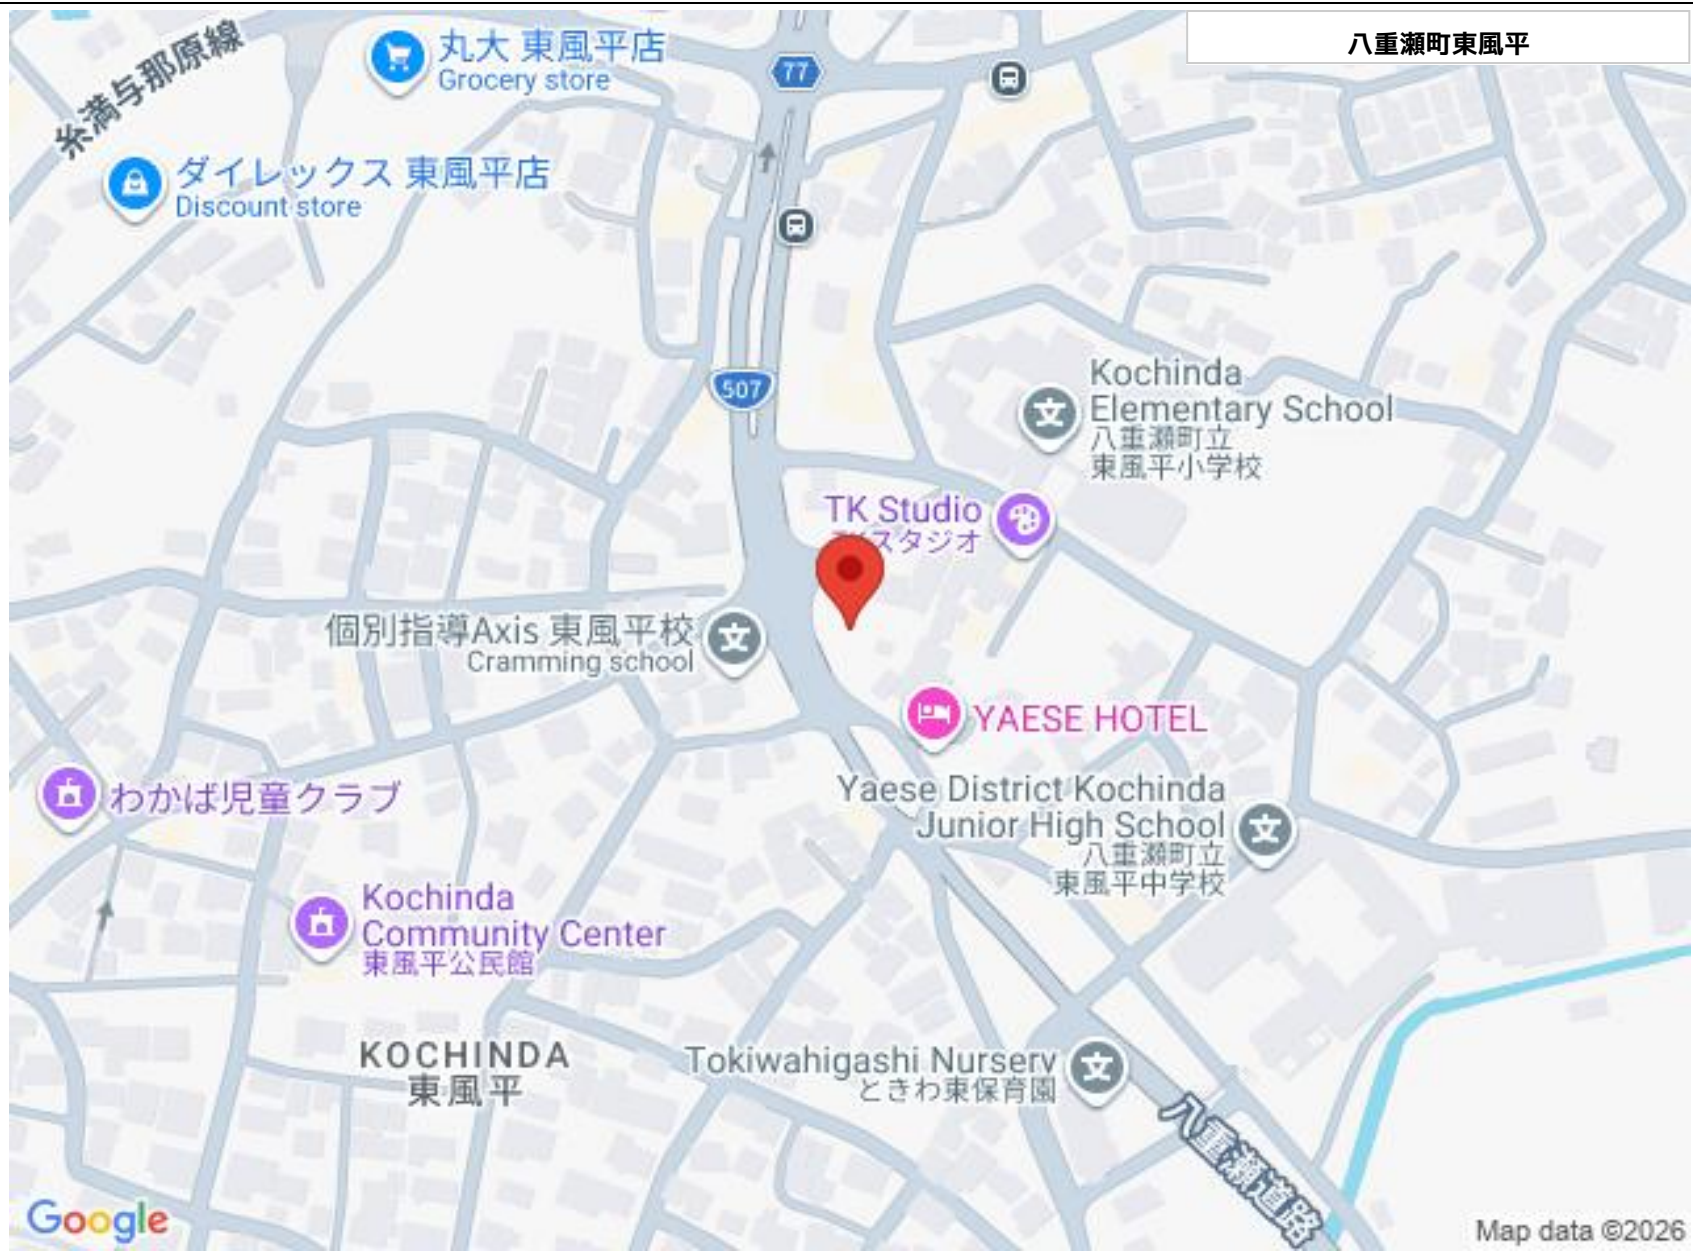 八重瀬町東風平
糸満与那原線
丸大 東風平店
Grocery store
77
ダイレックス 東風平店
Discount store
507
Kochinda
Elementary School
八重瀬町立
東風平小学校
TK Studio
スタジオ
個別指導Axis 東風平校
Cramming school
YAESE HOTEL
わかば児童クラブ
Yaese District Kochinda
Junior High School
八重瀬町立
東風平中学校
Kochinda
Community Center
東風平公民館
KOCHINDA
東風平
Tokiwahigashi Nursery
ときわ東保育園
八重瀬道路
Google
Map data ©2026